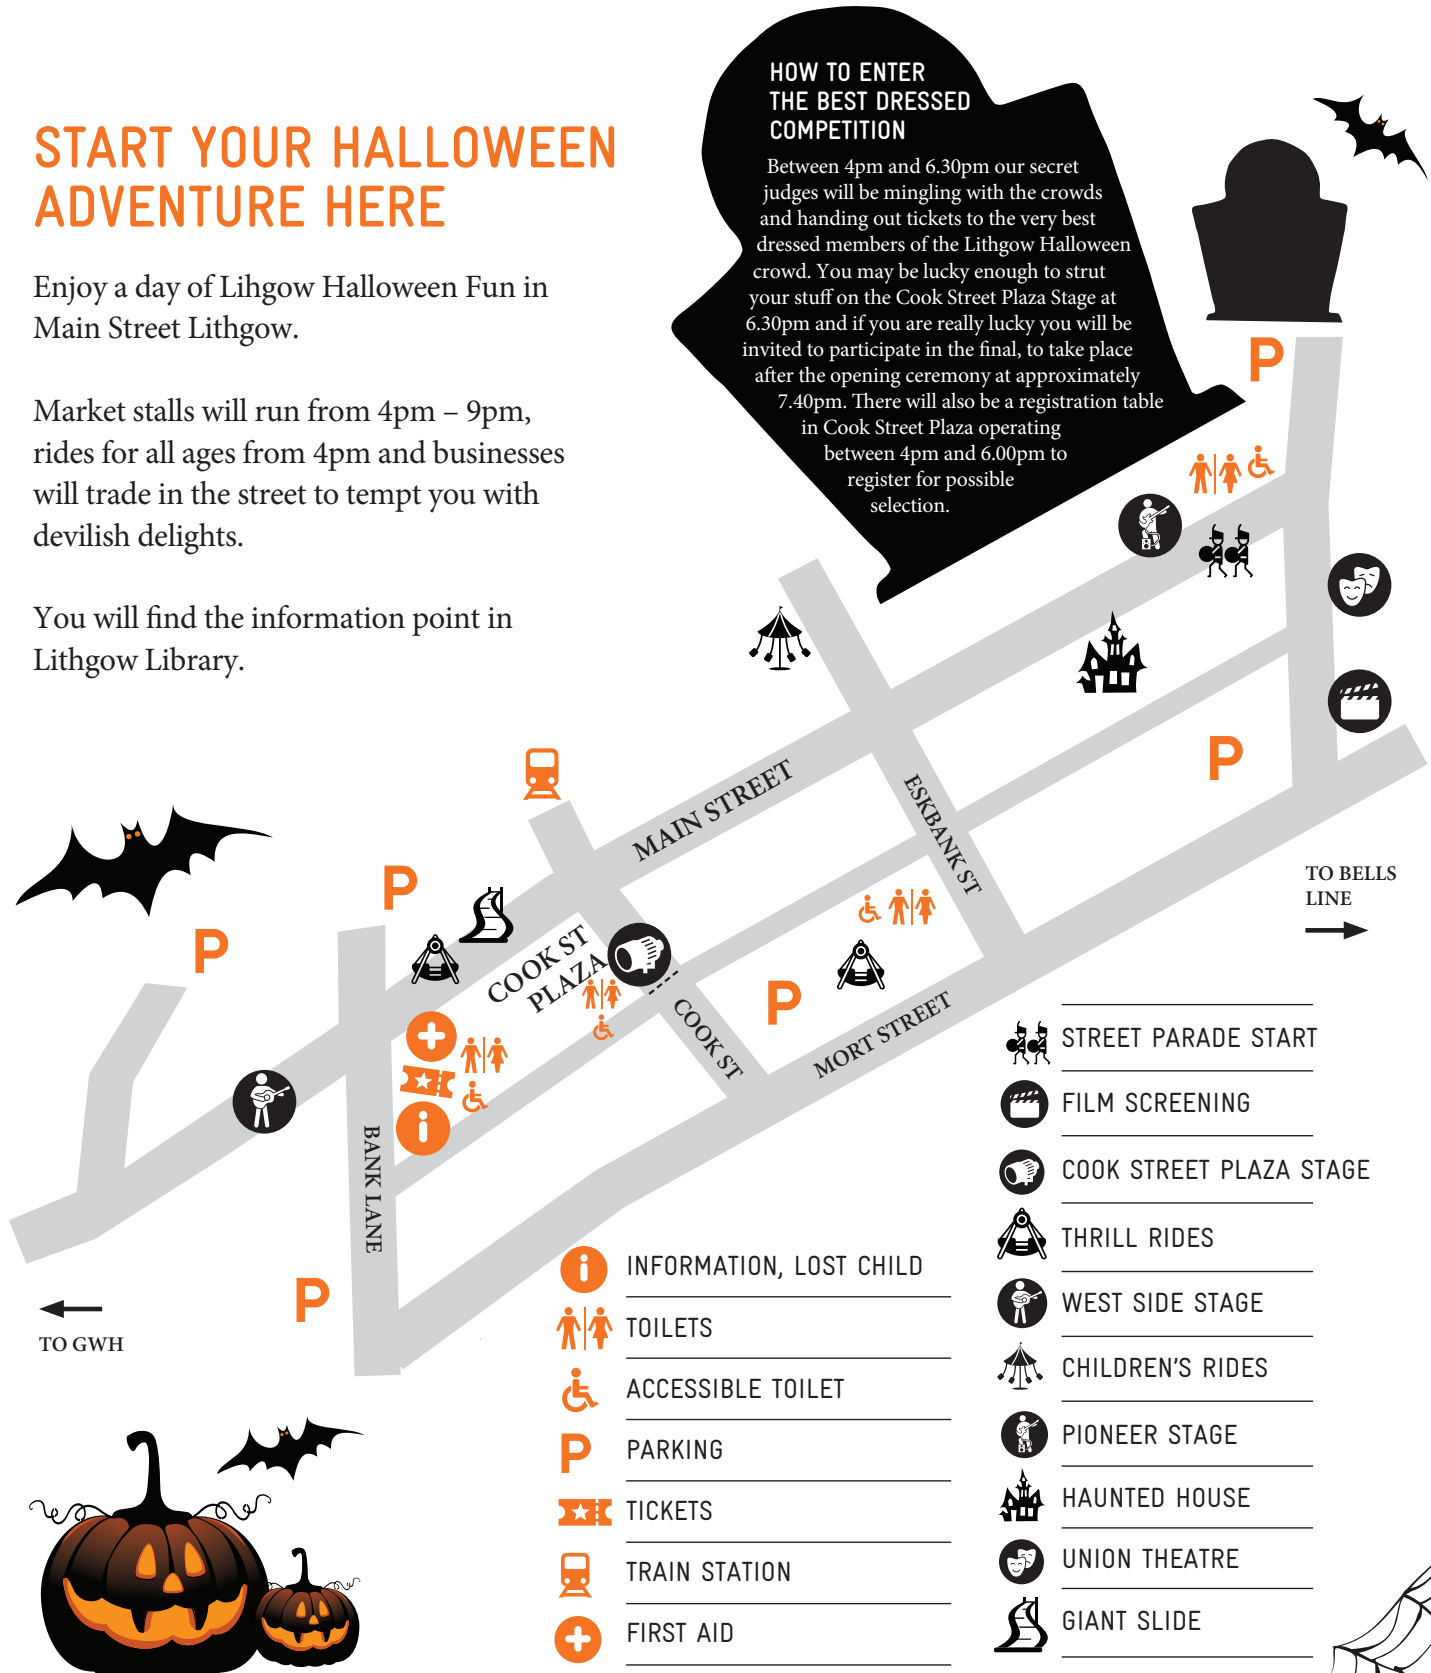 START YOUR HALLOWEEN
ADVENTURE HERE
Enjoy a day of Lihgow Halloween Fun in
Main Street Lithgow.
Market stalls will run from 4pm – 9pm,
rides for all ages from 4pm and businesses
will trade in the street to tempt you with
devilish delights.
You will find the information point in
Lithgow Library.
HOW TO ENTER
THE BEST DRESSED
COMPETITION
Between 4pm and 6.30pm our secret
judges will be mingling with the crowds
and handing out tickets to the very best
dressed members of the Lithgow Halloween
crowd. You may be lucky enough to strut
your stuff on the Cook Street Plaza Stage at
6.30pm and if you are really lucky you will be
invited to participate in the final, to take place
after the opening ceremony at approximately
7.40pm. There will also be a registration table
in Cook Street Plaza operating
between 4pm and 6.00pm to
register for possible
selection.
P
P
P
P
P
P
MAIN STREET
ESKBANK ST
COOK ST
PLAZA
COOK ST
MORT STREET
BANK LANE
i
TO BELLS
LINE
TO GWH
i INFORMATION, LOST CHILD
TOILETS
ACCESSIBLE TOILET
P PARKING
TICKETS
TRAIN STATION
FIRST AID
STREET PARADE START
FILM SCREENING
COOK STREET PLAZA STAGE
THRILL RIDES
WEST SIDE STAGE
CHILDREN'S RIDES
PIONEER STAGE
HAUNTED HOUSE
UNION THEATRE
GIANT SLIDE